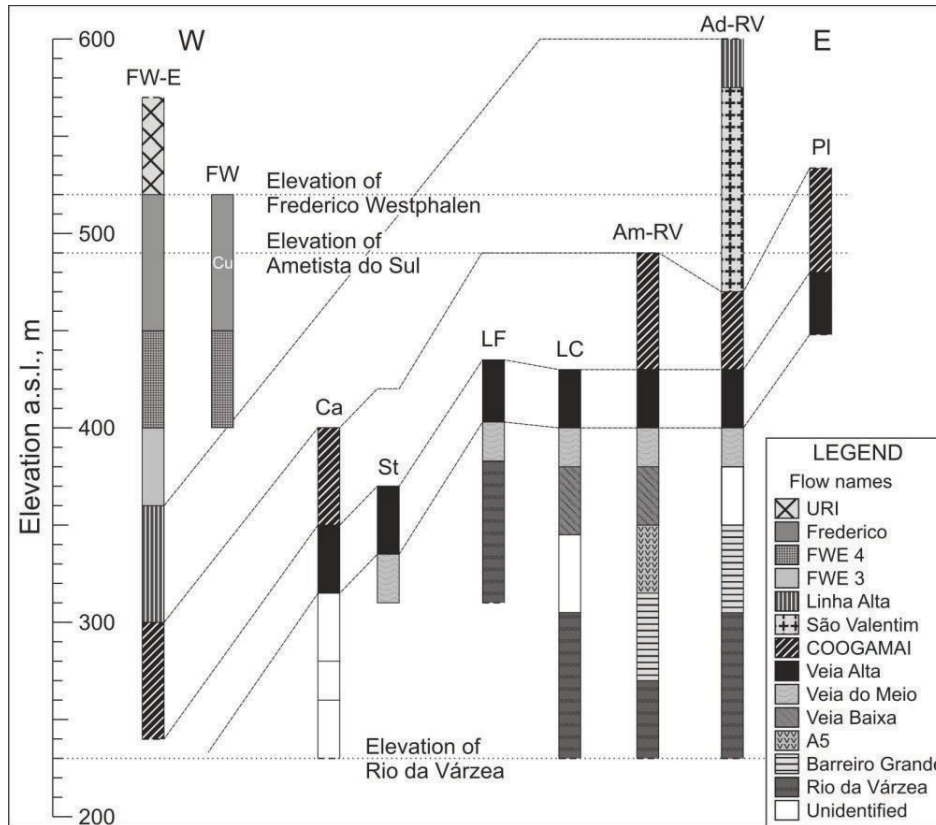 600
W
Ad-RV
E
FW-E
PI
FW
Elevation of
Frederico Westphalen
500
Elevation of
Ametista do Sul
Am-RV
Cu
Elevation a.s.l., m
LF
LC
400
Ca
St
LEGEND
Flow names
URI
Frederico
FWE 4
FWE 3
Linha Alta
São Valentim
COOGAMAI
Veia Alta
Veia do Meio
Veia Baixa
A5
Barreiro Grande
Rio da Várzea
Unidentified
300
Elevation of
Rio da Várzea
200